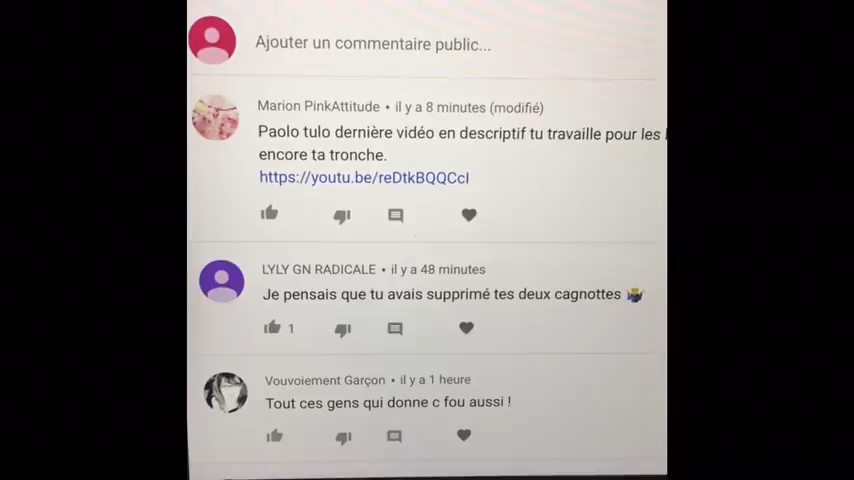 Ajouter un commentaire public...
Marion PinkAttitude • il y a 8 minutes (modifié)
Paolo tulo dernière vidéo en descriptif tu travaille pour les
encore ta tronche.
https://youtu.be/reDtkBQQCcI
LYLY GN RADICALE • il y a 48 minutes
Je pensais que tu avais supprimé tes deux cagnottes 🤷‍♂️
1
Vouvoiement Garçon • il y a 1 heure
Tout ces gens qui donne c fou aussi !